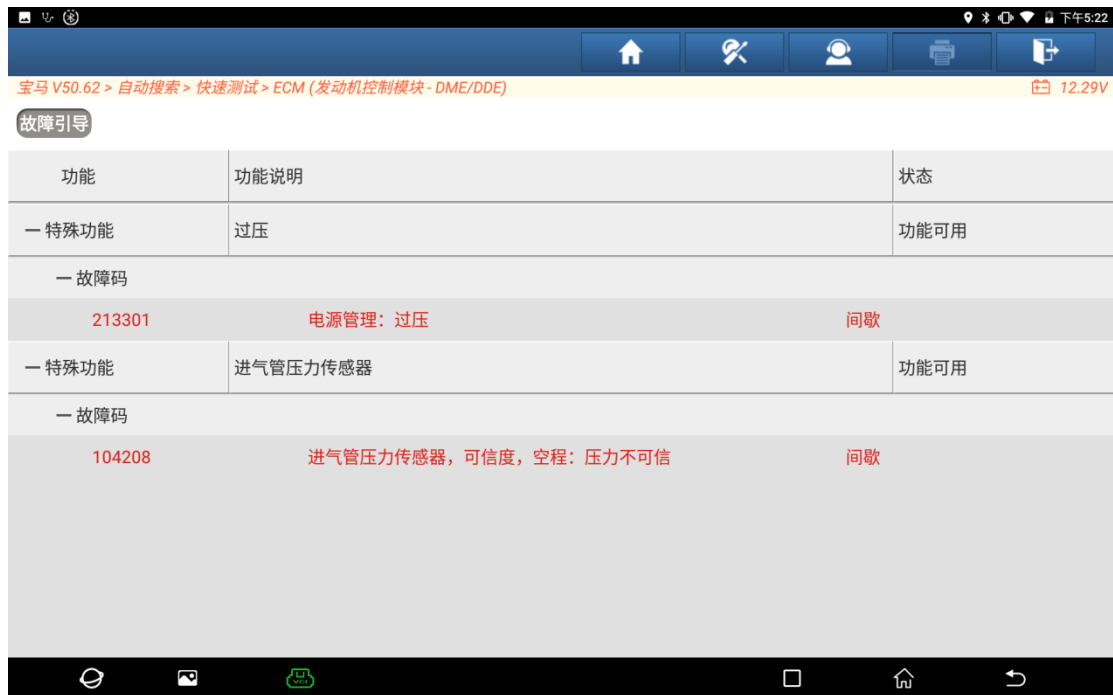 下午5:22
宝马 V50.62 > 自动搜索 > 快速测试 > ECM (发动机控制模块 - DME/DDE) 12.29V
故障引导
功能 功能说明 状态
一 特殊功能 过压 功能可用
一 故障码
213301 电源管理：过压 间歇
一 特殊功能 进气管压力传感器 功能可用
一 故障码
104208 进气管压力传感器，可信度，空程：压力不可信 间歇
VCI